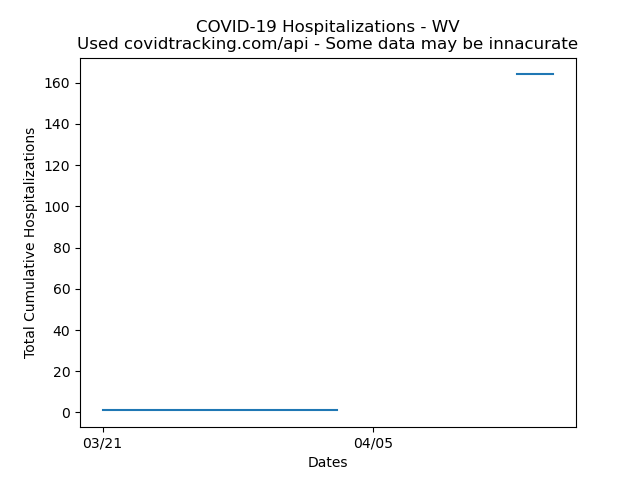 COVID-19 Hospitalizations - WV
Used covidtracking.com/api - Some data may be innacurate
160
140
120
100
80
60
40
20
0
Total Cumulative Hospitalizations
03/21 04/05
Dates